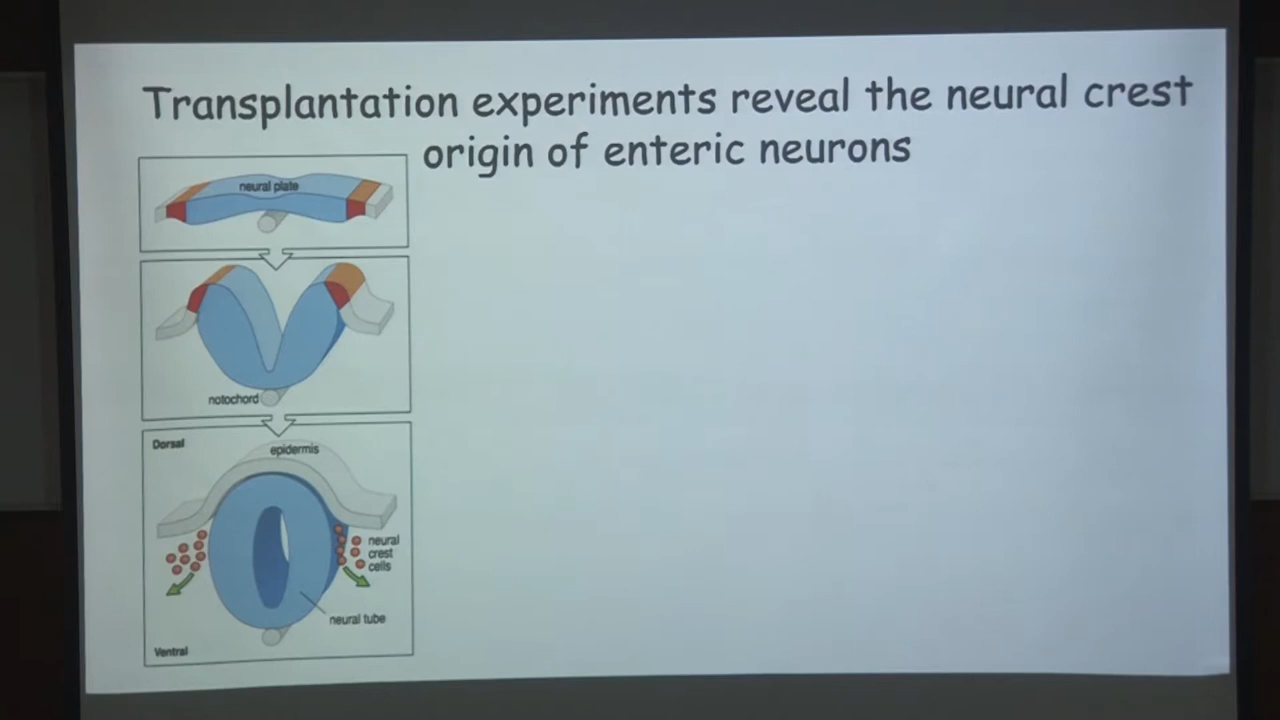 Transplantation experiments reveal the neural crest
origin of enteric neurons
neural plate
notochord
Dorsal
epidermis
neural
crest
cells
neural tube
Ventral